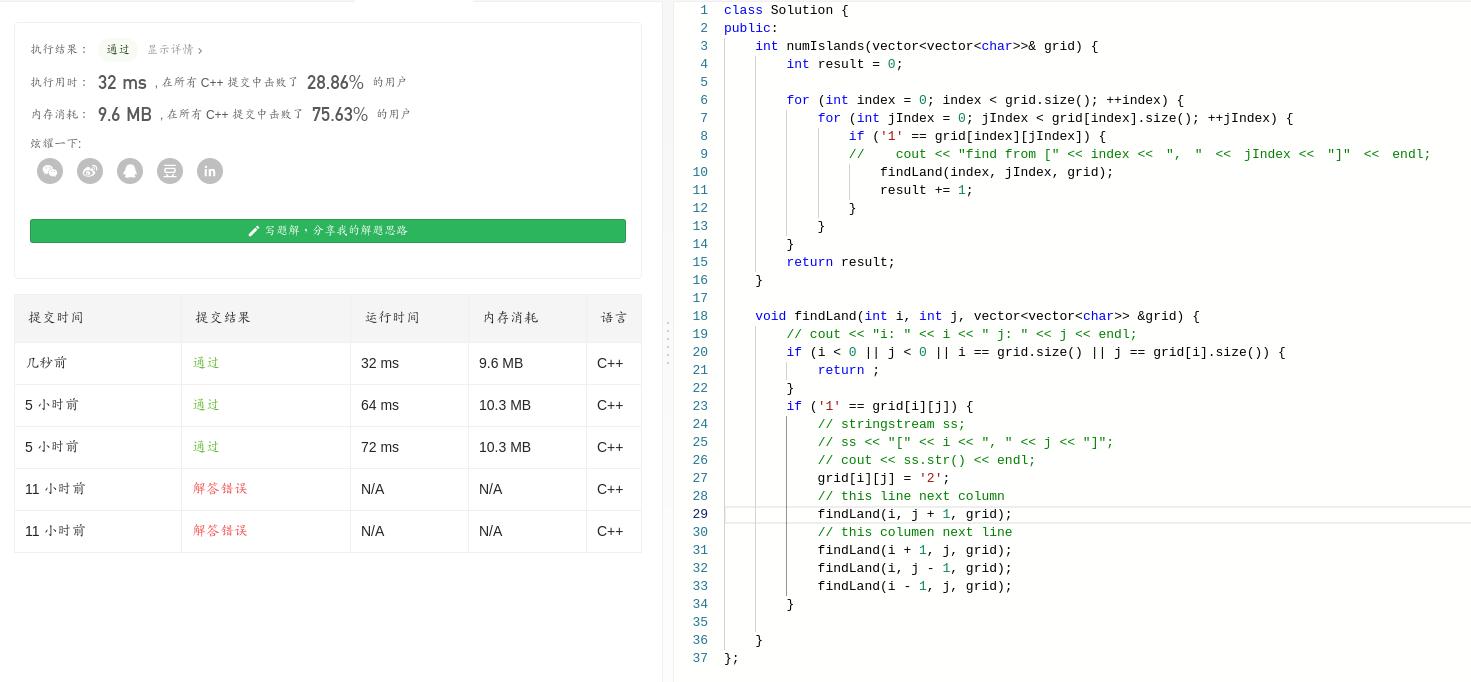 执行结果： 通过 显示详情 ›
执行用时： 32 ms , 在所有 C++ 提交中击败了 28.86% 的用户
内存消耗： 9.6 MB , 在所有 C++ 提交中击败了 75.63% 的用户
炫耀一下:
写题解，分享我的解题思路
提交时间 提交结果 运行时间 内存消耗 语言
几秒前 通过 32 ms 9.6 MB C++
5 小时前 通过 64 ms 10.3 MB C++
5 小时前 通过 72 ms 10.3 MB C++
11 小时前 解答错误 N/A N/A C++
11 小时前 解答错误 N/A N/A C++
1 class Solution {
2 public:
3 int numIslands(vector<vector<char>>& grid) {
4 int result = 0;
5
6 for (int index = 0; index < grid.size(); ++index) {
7 for (int jIndex = 0; jIndex < grid[index].size(); ++jIndex) {
8 if ('1' == grid[index][jIndex]) {
9 // cout << "find from [" << index << ", " << jIndex << "]" << endl;
10 findLand(index, jIndex, grid);
11 result += 1;
12 }
13 }
14 }
15 return result;
16 }
17
18 void findLand(int i, int j, vector<vector<char>> &grid) {
19 // cout << "i: " << i << " j: " << j << endl;
20 if (i < 0 || j < 0 || i == grid.size() || j == grid[i].size()) {
21 return ;
22 }
23 if ('1' == grid[i][j]) {
24 // stringstream ss;
25 // ss << "[" << i << ", " << j << "]";
26 // cout << ss.str() << endl;
27 grid[i][j] = '2';
28 // this line next column
29 findLand(i, j + 1, grid);
30 // this columen next line
31 findLand(i + 1, j, grid);
32 findLand(i, j - 1, grid);
33 findLand(i - 1, j, grid);
34 }
35
36 }
37 };